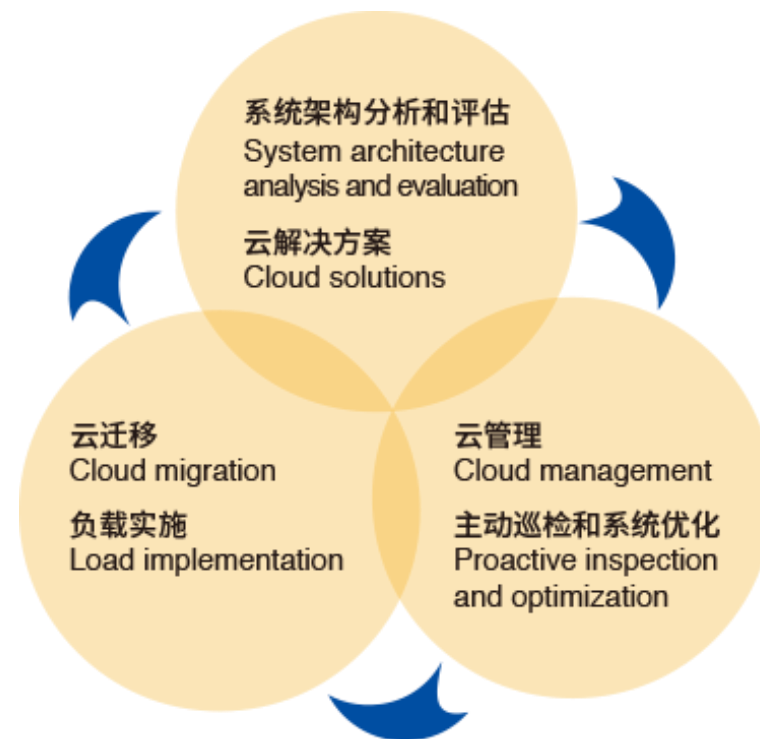 系统架构分析和评估
System architecture
analysis and evaluation
云解决方案
Cloud solutions
云迁移
Cloud migration
负载实施
Load implementation
云管理
Cloud management
主动巡检和系统优化
Proactive inspection
and optimization